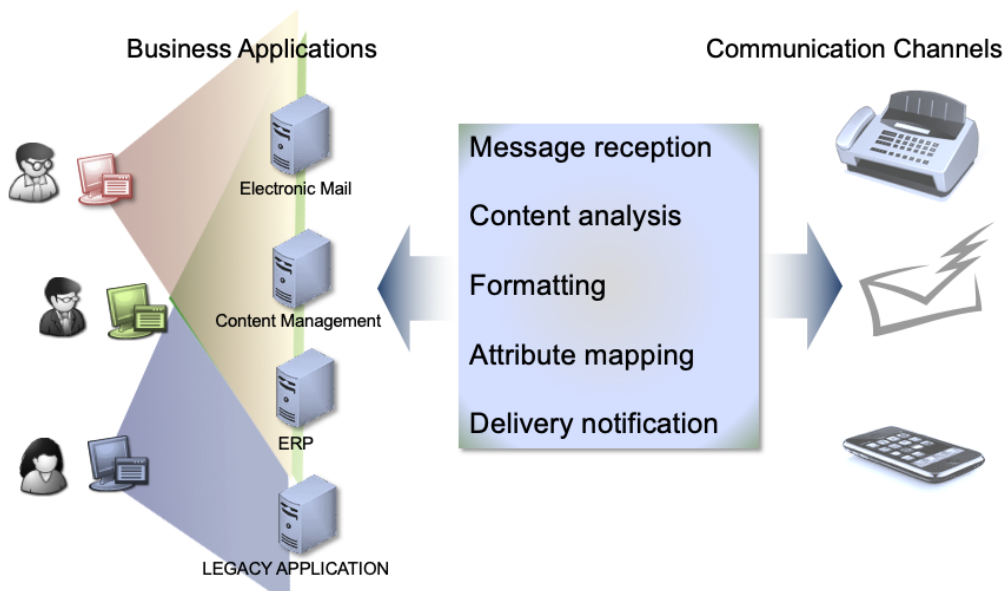 Business Applications
Communication Channels
Electronic Mail
Content Management
ERP
LEGACY APPLICATION
Message reception
Content analysis
Formatting
Attribute mapping
Delivery notification